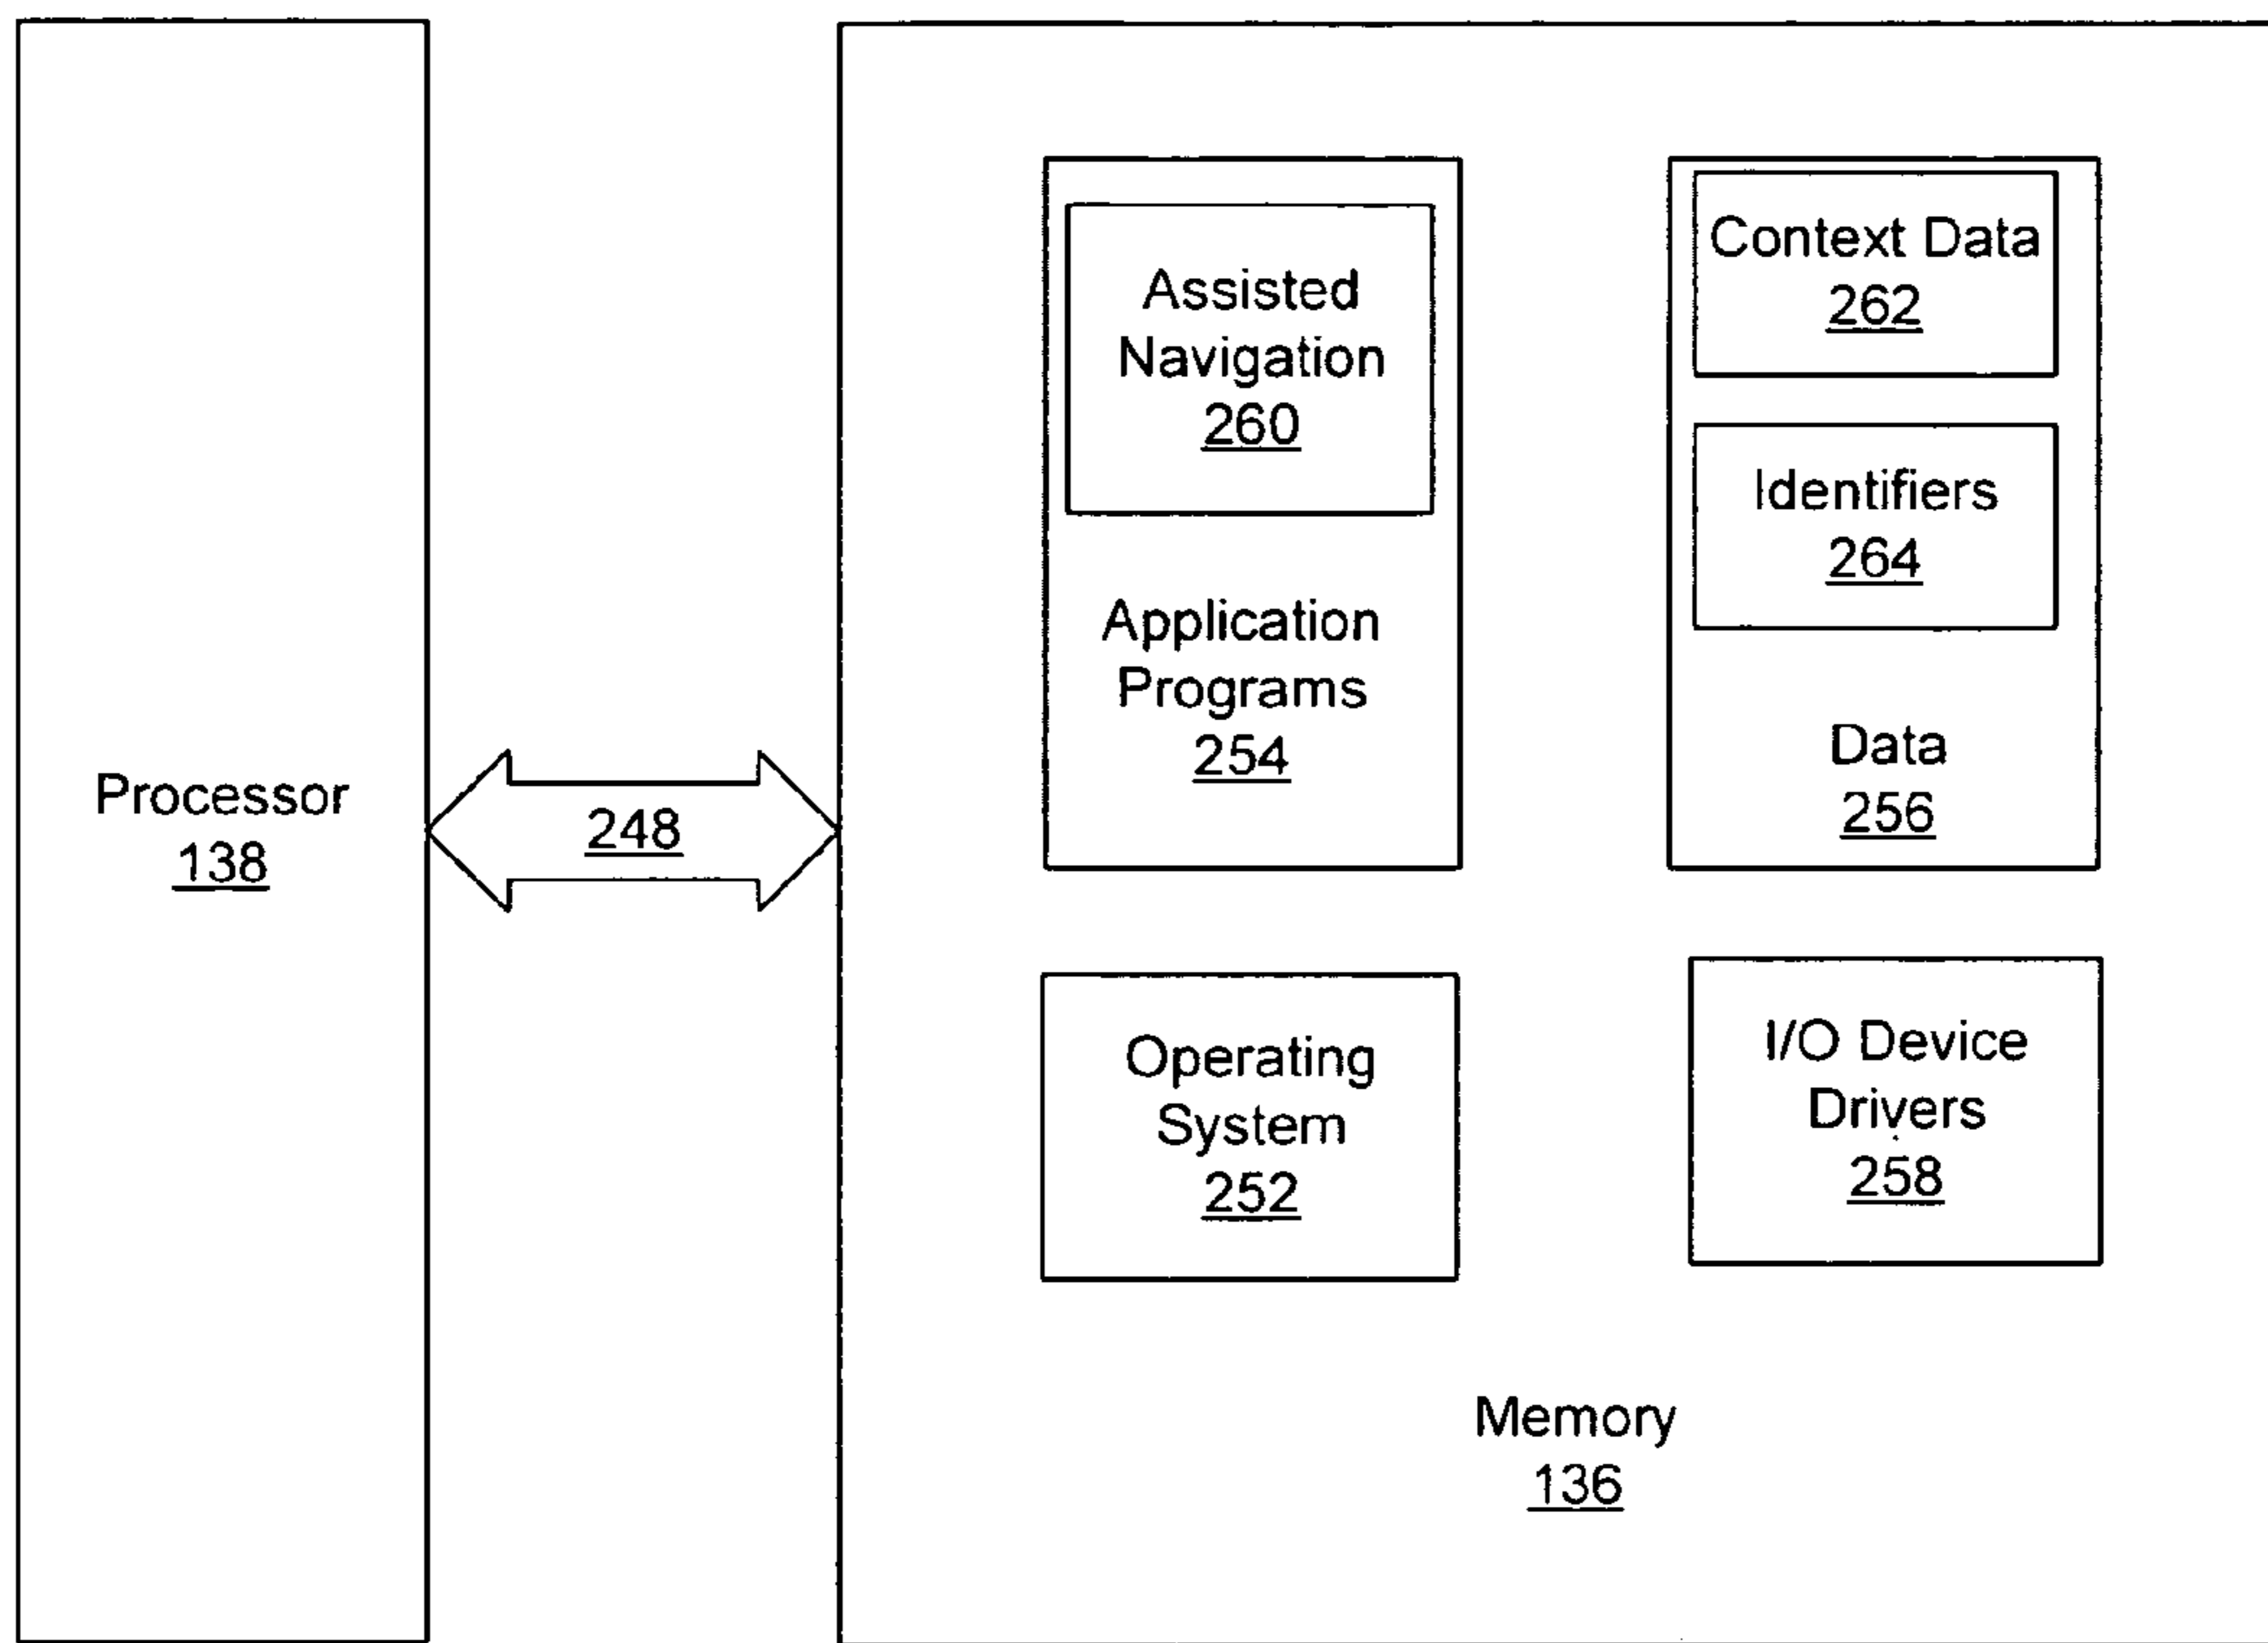 Processor
138
248
Assisted
Navigation
260
Application
Programs
254
Context Data
262
Identifiers
264
Data
256
Operating
System
252
I/O Device
Drivers
258
Memory
136